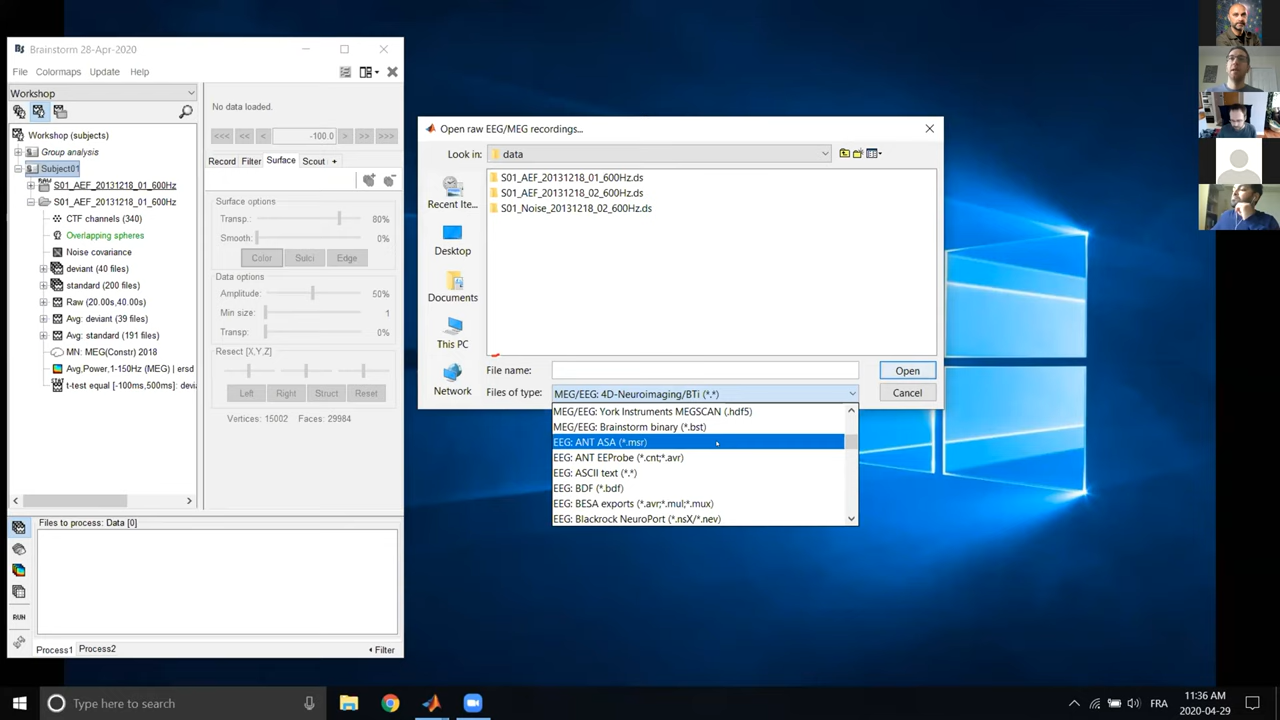 Brainstorm 28-Apr-2020
File Colormaps Update Help
Workshop
Workshop (subjects)
Group analysis
Subject01
S01_AEF_20131218_01_600Hz
S01_AEF_20131218_01_600Hz
CTF channels (340)
Overlapping spheres
Noise covariance
deviant (40 files)
standard (200 files)
Raw (20.00s,40.00s)
Avg: deviant (39 files)
Avg: standard (191 files)
MN: MEG(Constr) 2018
Avg,Power,1-150Hz (MEG) | ersd
t-test equal [-100ms,500ms]: devia
No data loaded.
<<< << < -100.0 > >> >>>
Record Filter Surface Scout +
Surface options
Transp.: 80%
Smooth: 0%
Color Sulci Edge
Data options
Amplitude: 50%
Min size: 1
Transp: 0%
Resect [X,Y,Z]
Left Right Struct Reset
Vertices: 15002 Faces: 29984
Files to process: Data [0]
RUN
Process1 Process2 Filter
Open raw EEG/MEG recordings...
Look in: data
Recent Ite...
Desktop
Documents
This PC
Network
S01_AEF_20131218_01_600Hz.ds
S01_AEF_20131218_02_600Hz.ds
S01_Noise_20131218_02_600Hz.ds
File name: Open
Files of type: MEG/EEG: 4D-Neuroimaging/BTi (*.*) Cancel
MEG/EEG: York Instruments MEGSCAN (.hdf5)
MEG/EEG: Brainstorm binary (*.bst)
EEG: ANT ASA (*.msr)
EEG: ANT EEProbe (*.cnt;*.avr)
EEG: ASCII text (*.*)
EEG: BDF (*.bdf)
EEG: BESA exports (*.avr;*.mul;*.mux)
EEG: Blackrock NeuroPort (*.nsX/*.nev)
Type here to search
FRA
11:36 AM
2020-04-29